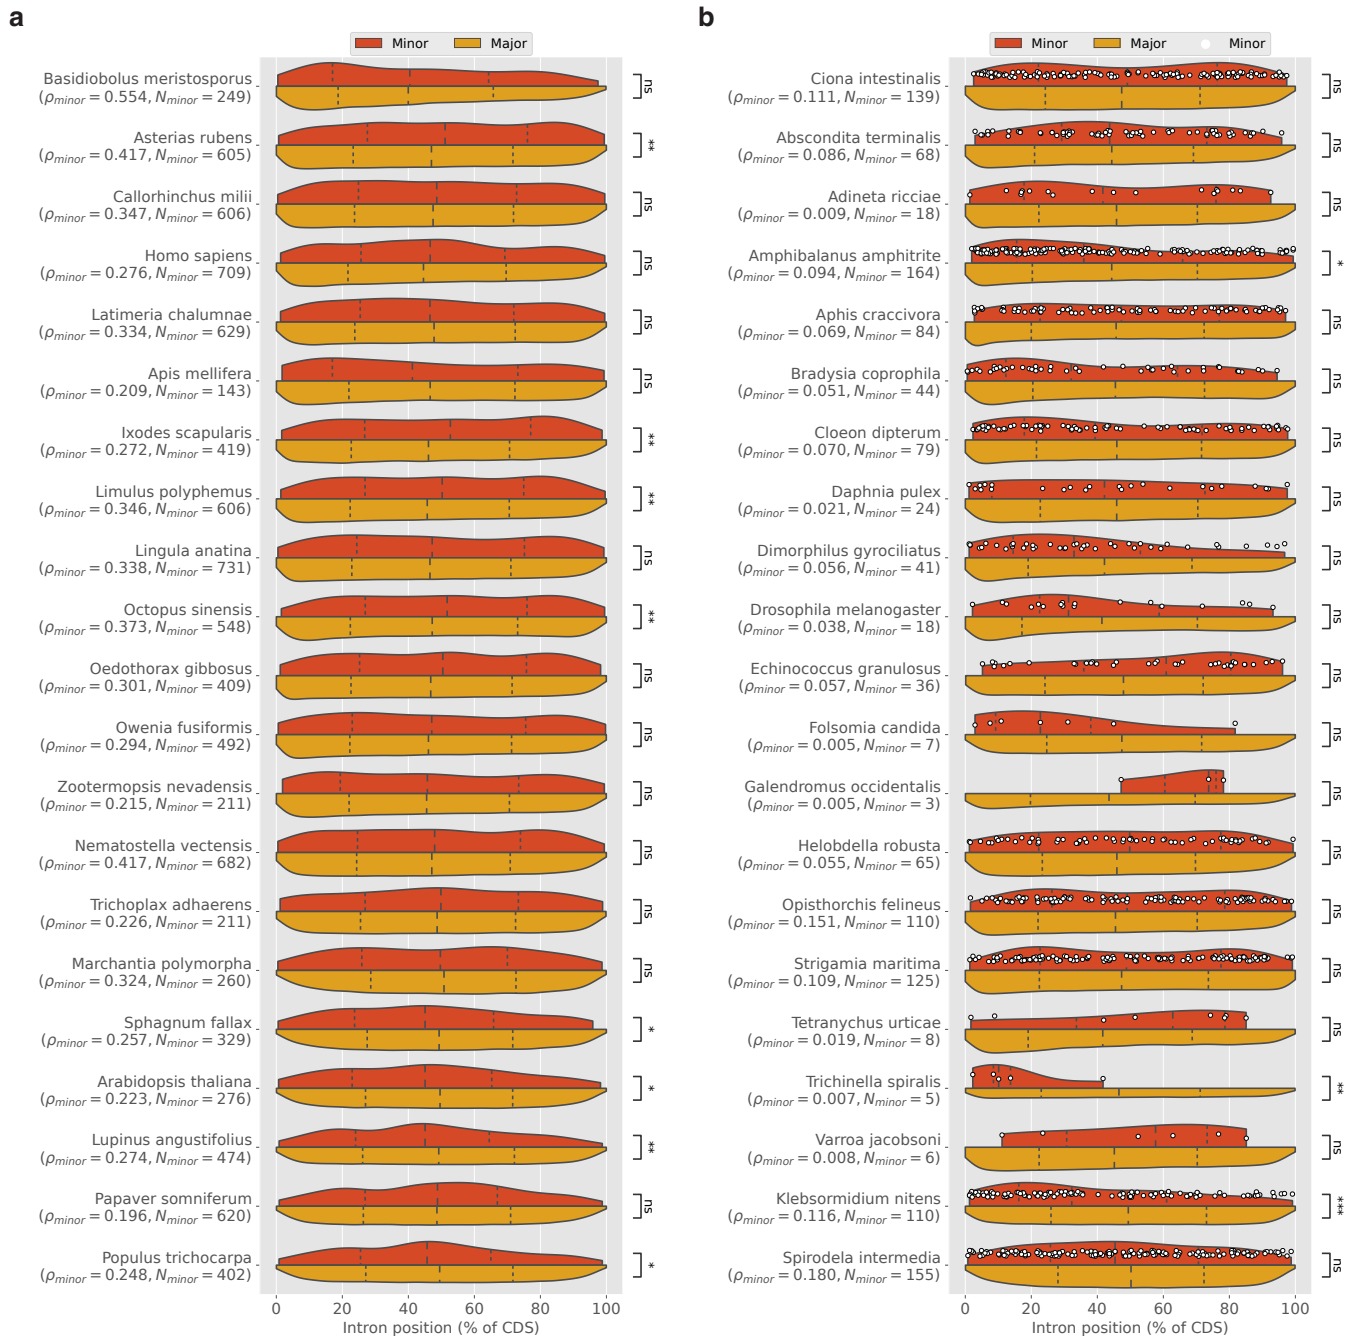 a
Minor Major
Basidiobolus meristosporus
(ρminor = 0.554, Nminor = 249)
ns
Asterias rubens
(ρminor = 0.417, Nminor = 605)
**
Callorhinchus milii
(ρminor = 0.347, Nminor = 606)
ns
Homo sapiens
(ρminor = 0.276, Nminor = 709)
ns
Latimeria chalumnae
(ρminor = 0.334, Nminor = 629)
ns
Apis mellifera
(ρminor = 0.209, Nminor = 143)
ns
Ixodes scapularis
(ρminor = 0.272, Nminor = 419)
**
Limulus polyphemus
(ρminor = 0.346, Nminor = 606)
**
Lingula anatina
(ρminor = 0.338, Nminor = 731)
ns
Octopus sinensis
(ρminor = 0.373, Nminor = 548)
**
Oedothorax gibbosus
(ρminor = 0.301, Nminor = 409)
ns
Owenia fusiformis
(ρminor = 0.294, Nminor = 492)
ns
Zootermopsis nevadensis
(ρminor = 0.215, Nminor = 211)
ns
Nematostella vectensis
(ρminor = 0.417, Nminor = 682)
ns
Trichoplax adhaerens
(ρminor = 0.226, Nminor = 211)
ns
Marchantia polymorpha
(ρminor = 0.324, Nminor = 260)
ns
Sphagnum fallax
(ρminor = 0.257, Nminor = 329)
*
Arabidopsis thaliana
(ρminor = 0.223, Nminor = 276)
*
Lupinus angustifolius
(ρminor = 0.274, Nminor = 474)
**
Papaver somniferum
(ρminor = 0.196, Nminor = 620)
ns
Populus trichocarpa
(ρminor = 0.248, Nminor = 402)
*
0 20 40 60 80 100
Intron position (% of CDS)
b
Minor Major Minor
Ciona intestinalis
(ρminor = 0.111, Nminor = 139)
ns
Abscondita terminalis
(ρminor = 0.086, Nminor = 68)
ns
Adineta ricciae
(ρminor = 0.009, Nminor = 18)
ns
Amphibalanus amphitrite
(ρminor = 0.094, Nminor = 164)
*
Aphis craccivora
(ρminor = 0.069, Nminor = 84)
ns
Bradysia coprophila
(ρminor = 0.051, Nminor = 44)
ns
Cloeon dipterum
(ρminor = 0.070, Nminor = 79)
ns
Daphnia pulex
(ρminor = 0.021, Nminor = 24)
ns
Dimorphilus gyrociliatus
(ρminor = 0.056, Nminor = 41)
ns
Drosophila melanogaster
(ρminor = 0.038, Nminor = 18)
ns
Echinococcus granulosus
(ρminor = 0.057, Nminor = 36)
ns
Folsomia candida
(ρminor = 0.005, Nminor = 7)
ns
Galendromus occidentalis
(ρminor = 0.005, Nminor = 3)
ns
Helobdella robusta
(ρminor = 0.055, Nminor = 65)
ns
Opisthorchis felineus
(ρminor = 0.151, Nminor = 110)
ns
Strigamia maritima
(ρminor = 0.109, Nminor = 125)
ns
Tetranychus urticae
(ρminor = 0.019, Nminor = 8)
ns
Trichinella spiralis
(ρminor = 0.007, Nminor = 5)
**
Varroa jacobsoni
(ρminor = 0.008, Nminor = 6)
ns
Klebsormidium nitens
(ρminor = 0.116, Nminor = 110)
***
Spirodela intermedia
(ρminor = 0.180, Nminor = 155)
ns
0 20 40 60 80 100
Intron position (% of CDS)